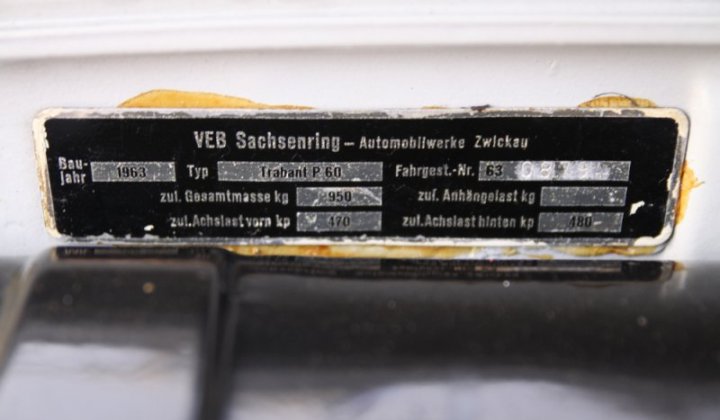 VEB Sachsenring – Automobilwerke Zwickau
Bau-
jahr 1963 Typ Trabant P 60 Fahrgest.-Nr. 63
zul. Gesamtmasse kg 950 zul. Anhängelast kg
zul. Achslast vorn kp 470 zul. Achslast hinten kp 480